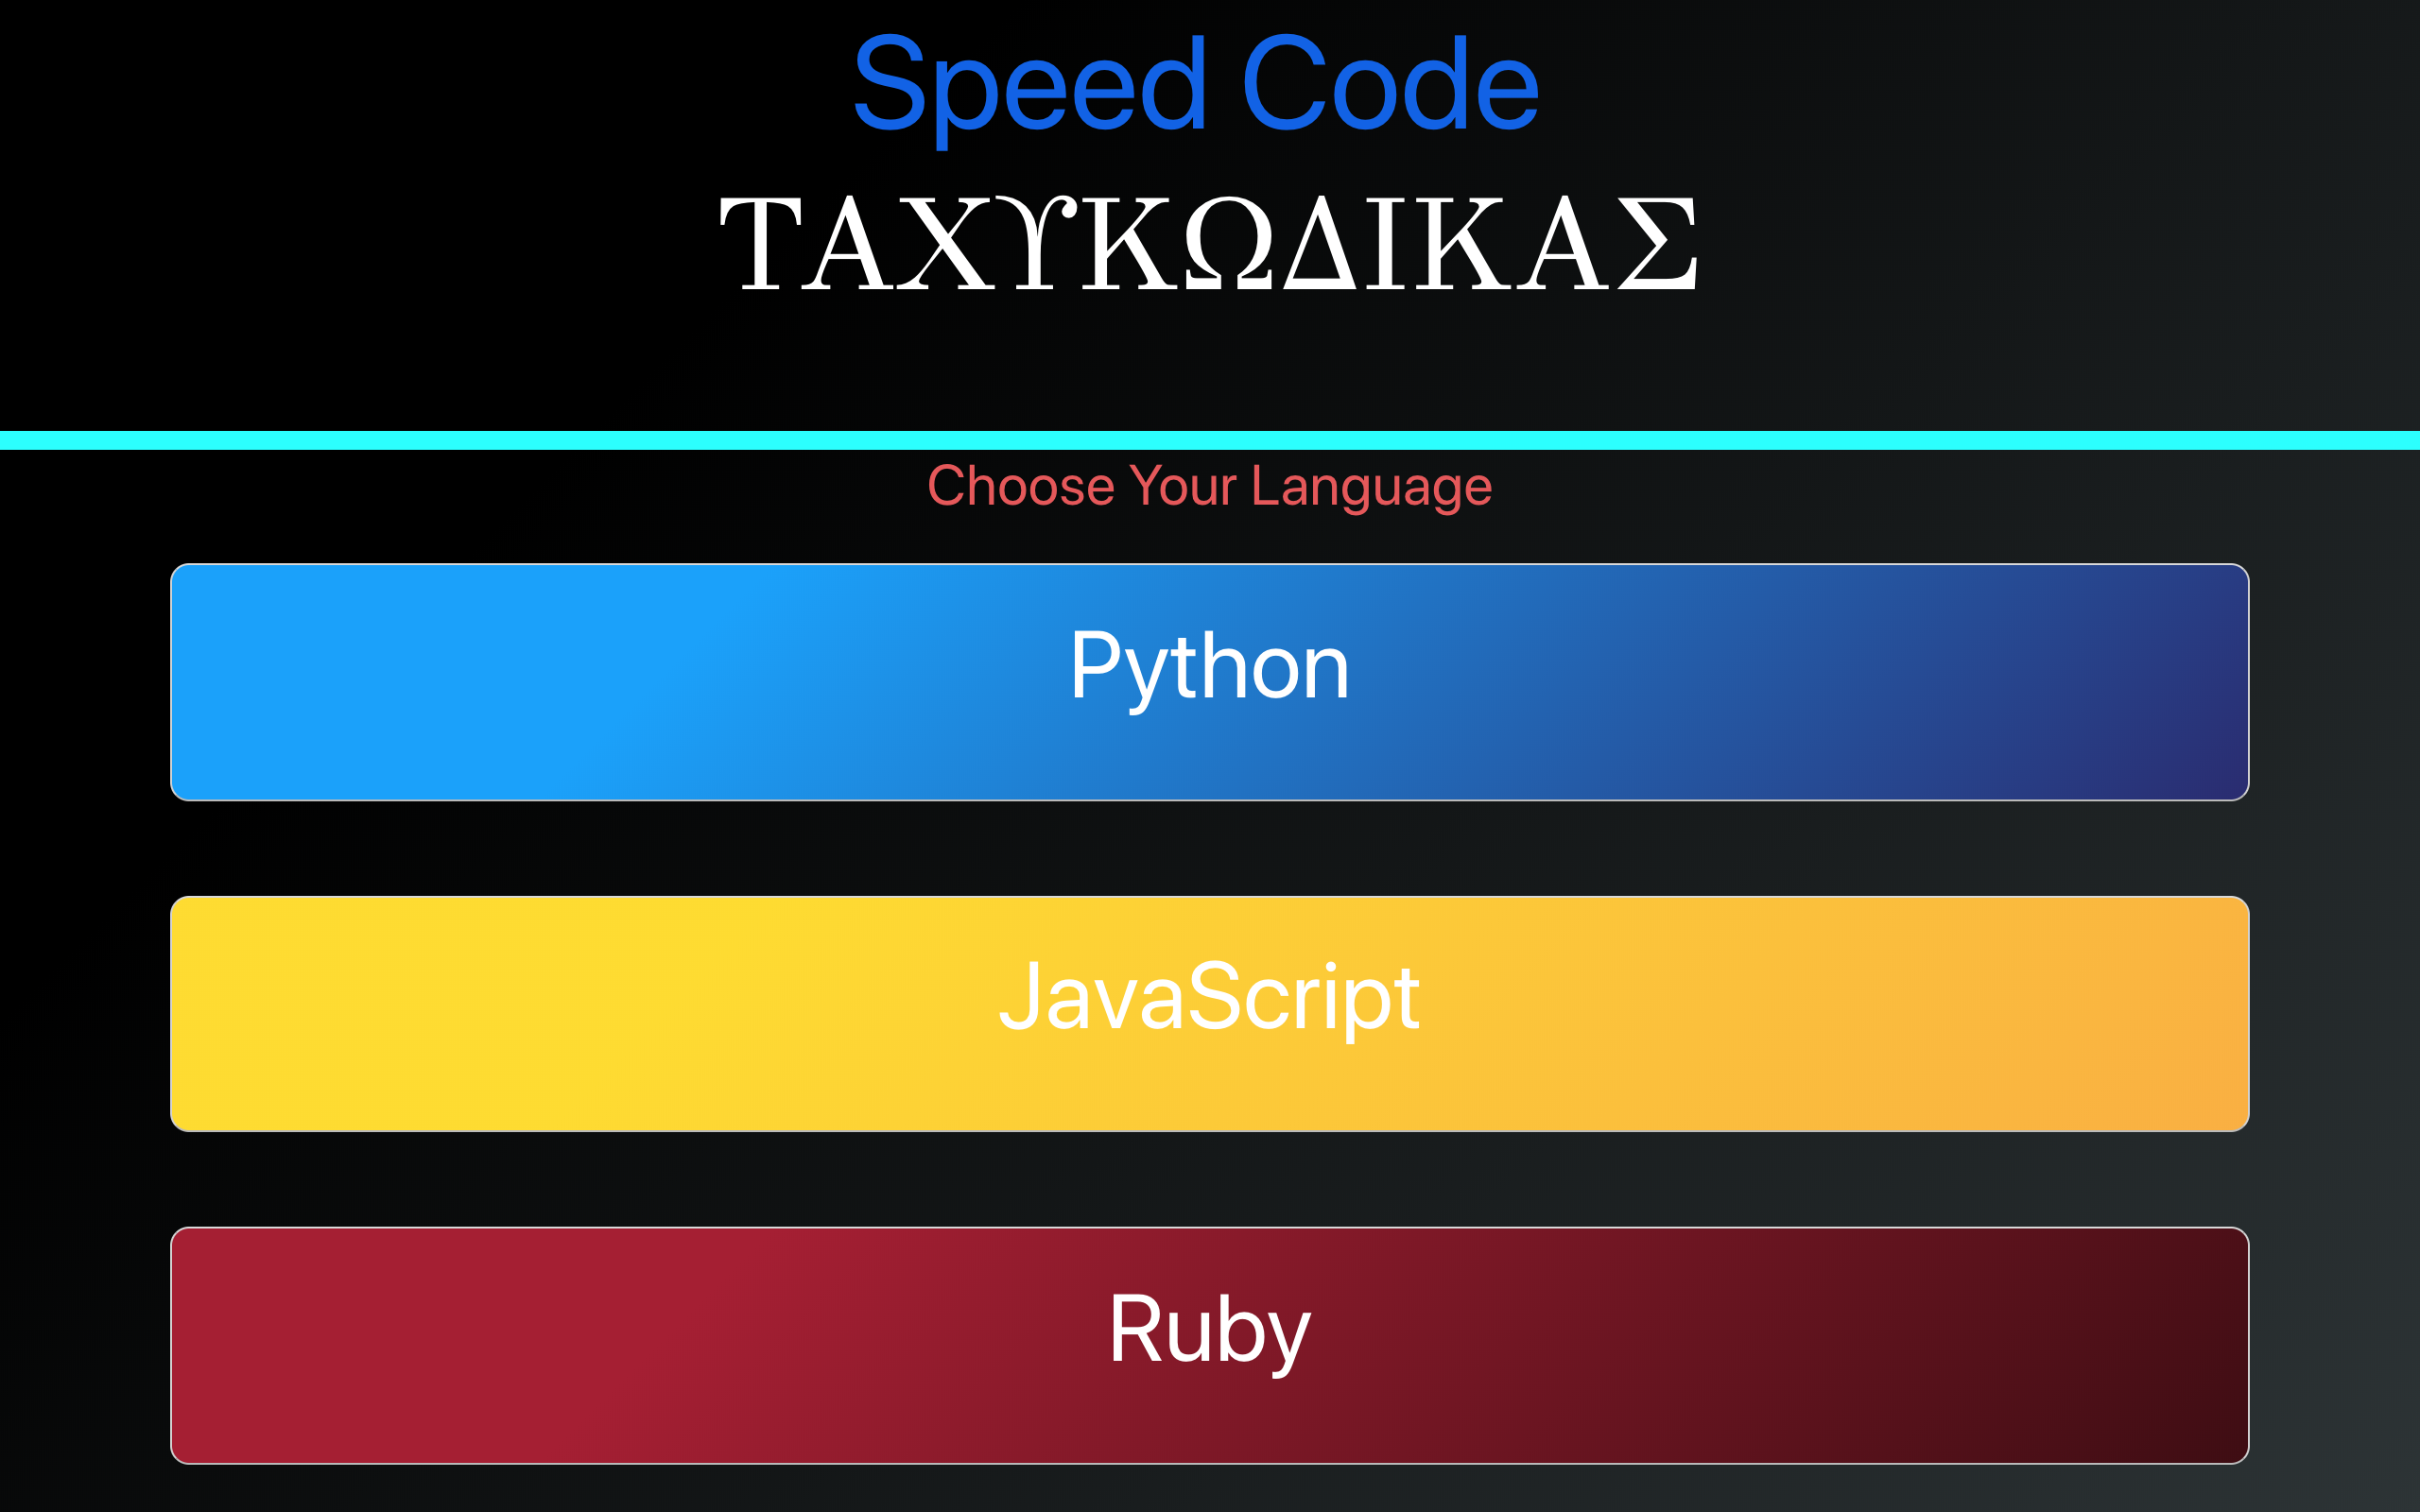 Speed Code
ΤΑΧϒΚΩΔΙΚΑΣ
Choose Your Language
Python
JavaScript
Ruby